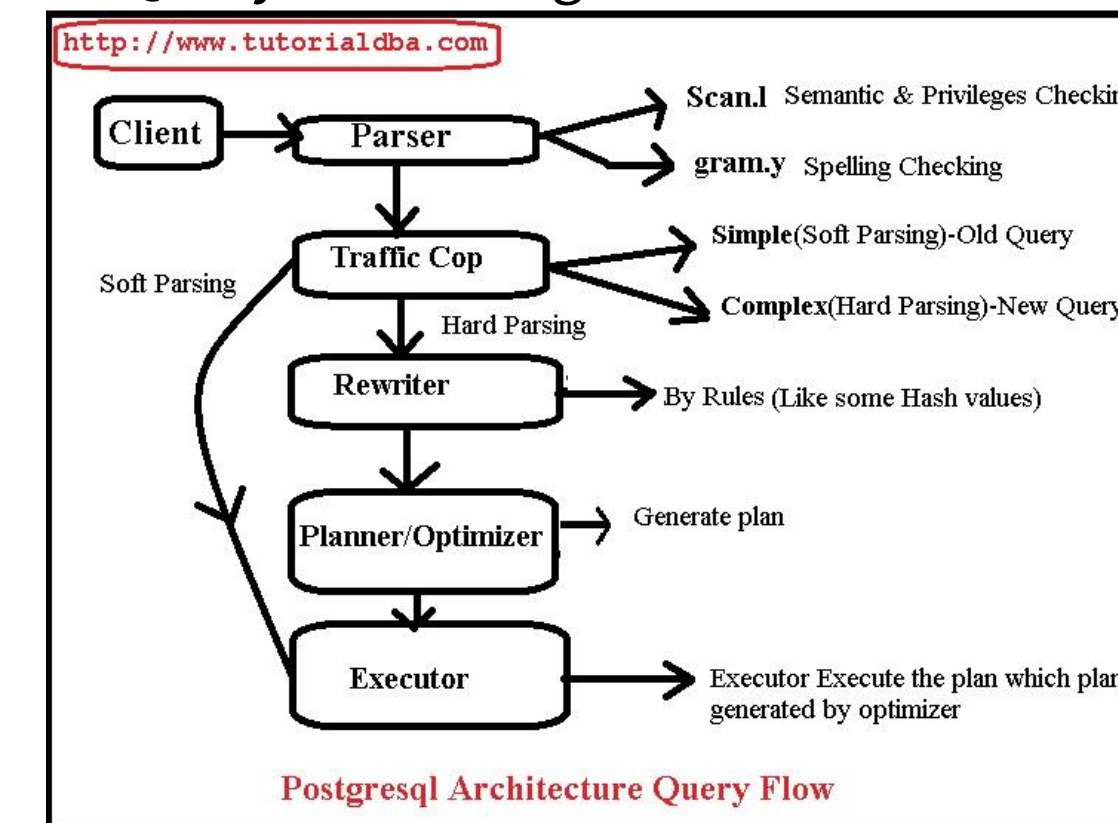 http://www.tutorialdba.com
Client
Parser
Scan.l Semantic & Privileges
gram.y Spelling Checking
Traffic Cop
Simple(Soft Parsing)-Old Query
Soft Parsing
Complex(Hard Parsing)-New Query
Hard Parsing
Rewriter
By Rules (Like some Hash values)
Planner/Optimizer
Generate plan
Executor
Executor Execute the plan which plan
generated by optimizer
Postgresql Architecture Query Flow